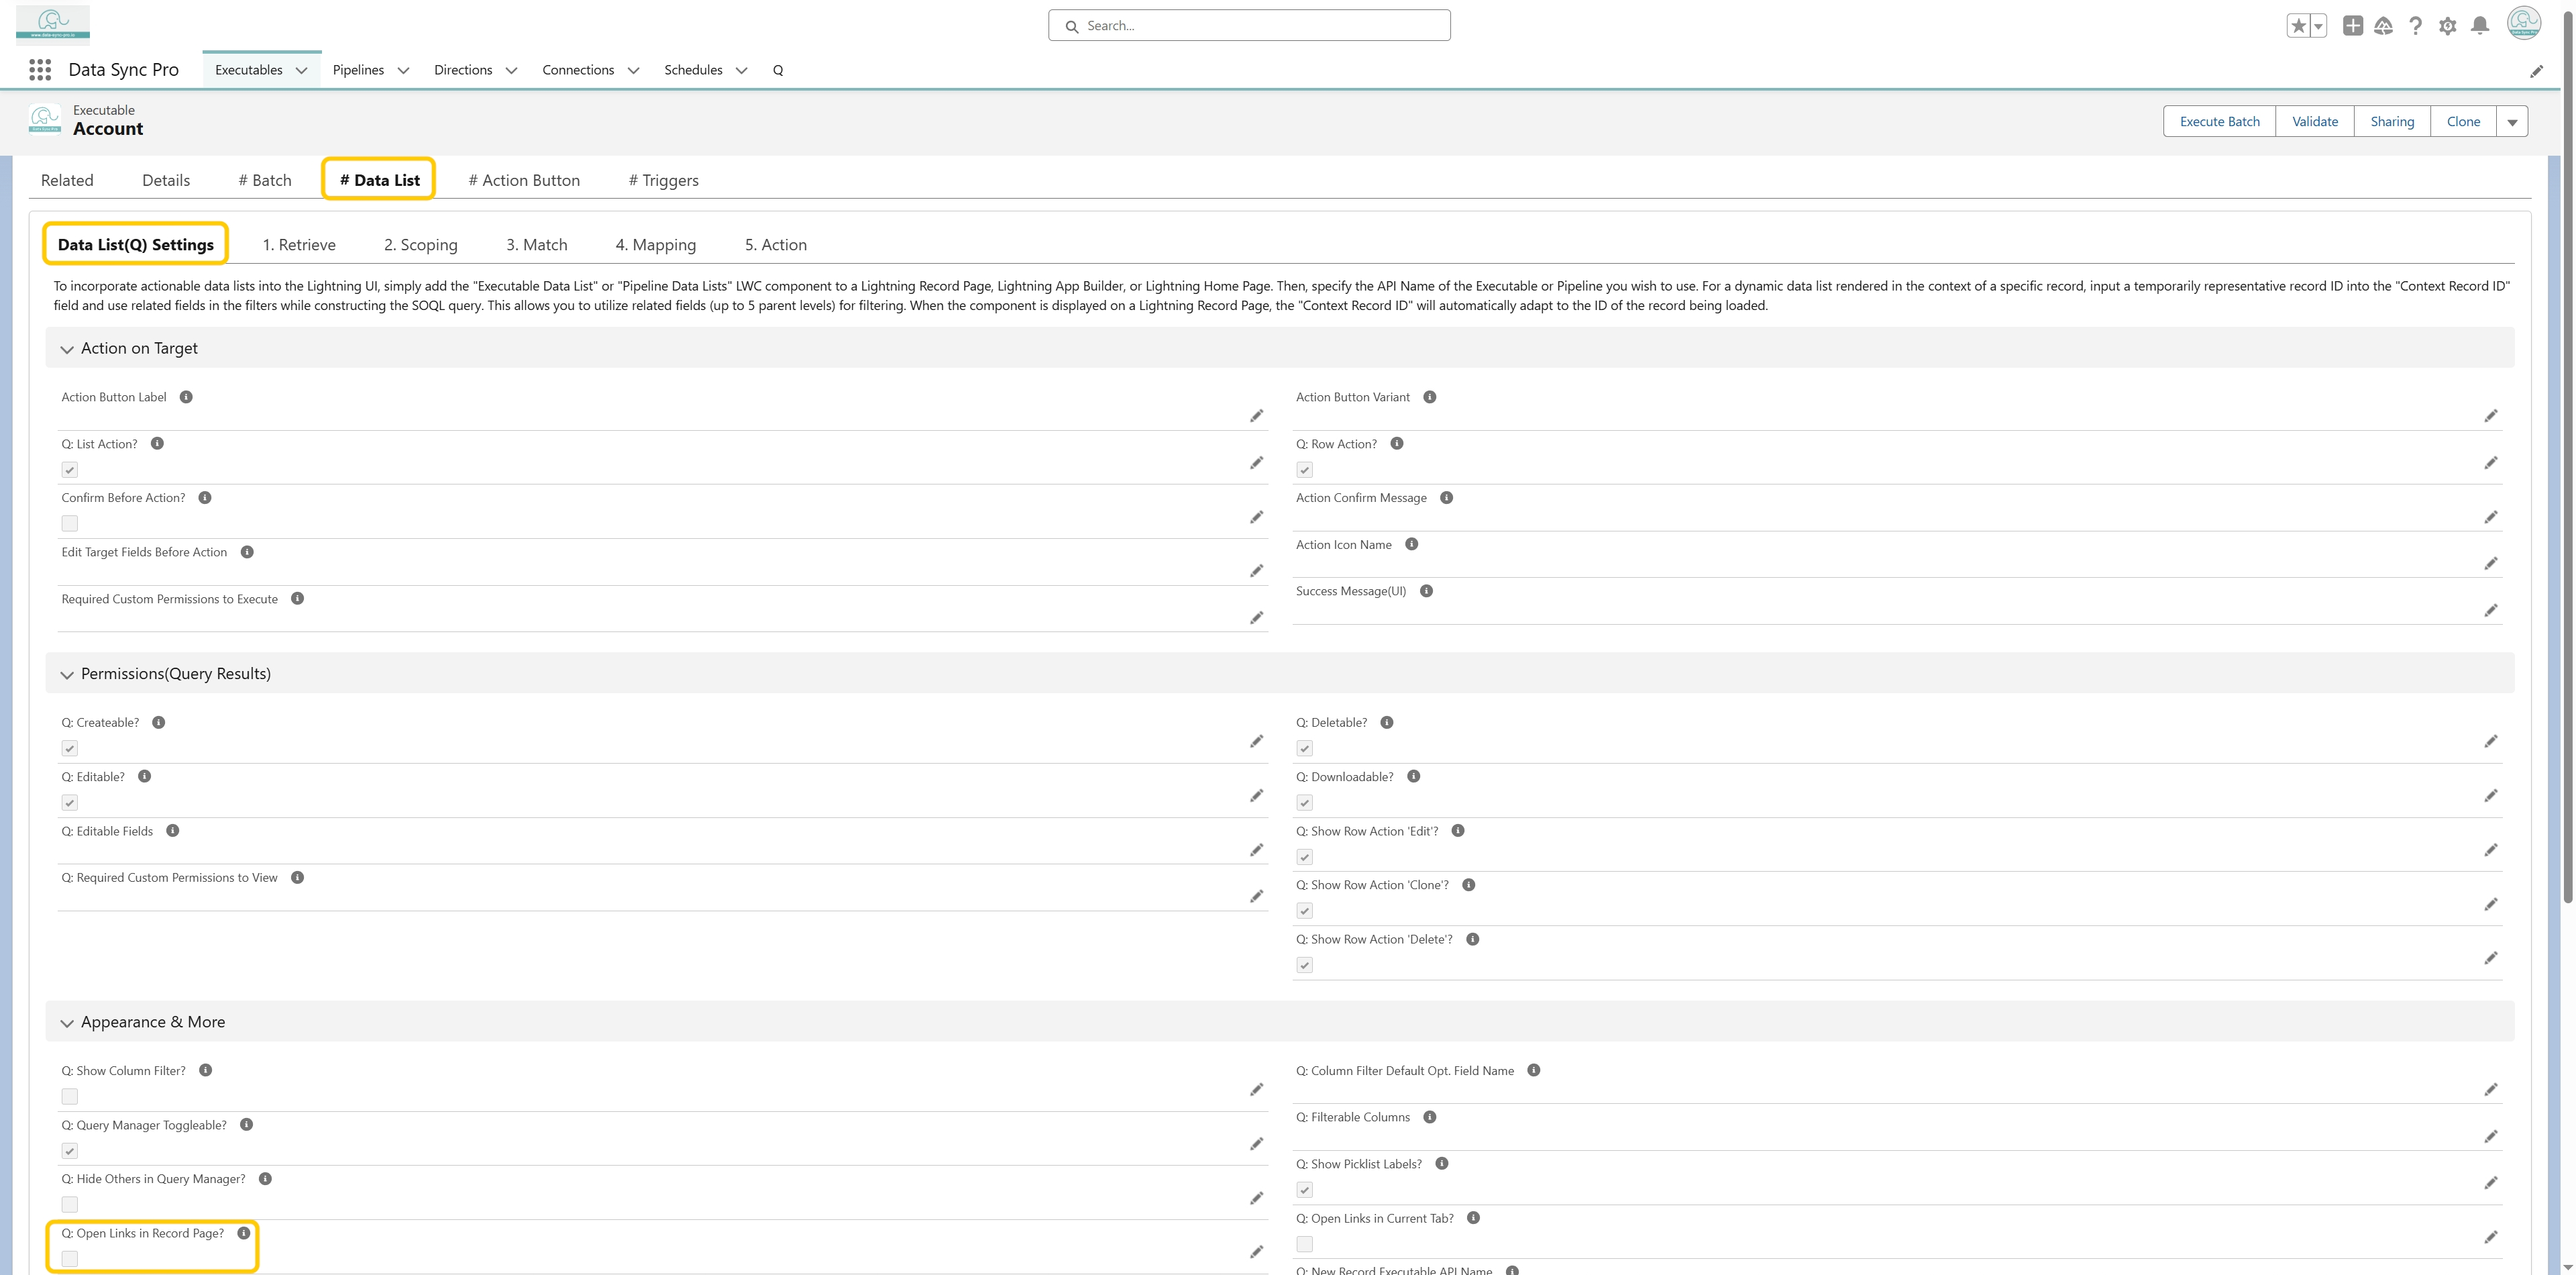 www.data-sync-pro.io
Search...
Data Sync Pro
Executables
Pipelines
Directions
Connections
Schedules
Q
Executable
Account
Execute Batch
Validate
Sharing
Clone
Related
Details
# Batch
# Data List
# Action Button
# Triggers
Data List(Q) Settings
1. Retrieve
2. Scoping
3. Match
4. Mapping
5. Action
To incorporate actionable data lists into the Lightning UI, simply add the "Executable Data List" or "Pipeline Data Lists" LWC component to a Lightning Record Page, Lightning App Builder, or Lightning Home Page. Then, specify the API Name of the Executable or Pipeline you wish to use. For a dynamic data list rendered in the context of a specific record, input a temporarily representative record ID into the "Context Record ID"
field and use related fields in the filters while constructing the SOQL query. This allows you to utilize related fields (up to 5 parent levels) for filtering. When the component is displayed on a Lightning Record Page, the "Context Record ID" will automatically adapt to the ID of the record being loaded.
Action on Target
Action Button Label
Action Button Variant
Q: List Action?
Q: Row Action?
Confirm Before Action?
Action Confirm Message
Edit Target Fields Before Action
Action Icon Name
Required Custom Permissions to Execute
Success Message(UI)
Permissions(Query Results)
Q: Createable?
Q: Deletable?
Q: Editable?
Q: Downloadable?
Q: Editable Fields
Q: Show Row Action 'Edit'?
Q: Required Custom Permissions to View
Q: Show Row Action 'Clone'?
Q: Show Row Action 'Delete'?
Appearance & More
Q: Show Column Filter?
Q: Column Filter Default Opt. Field Name
Q: Query Manager Toggleable?
Q: Filterable Columns
Q: Show Picklist Labels?
Q: Hide Others in Query Manager?
Q: Open Links in Current Tab?
Q: Open Links in Record Page?
Q: New Record Executable API Name